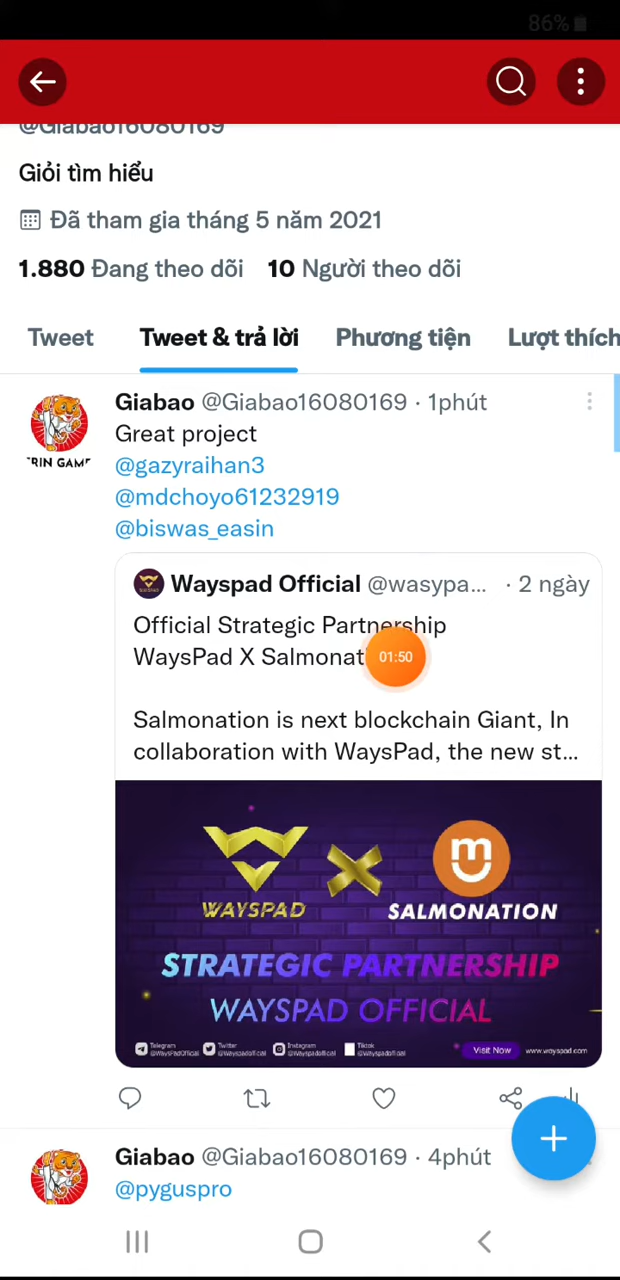 86%
@Giabao16080169
Giỏi tìm hiểu
Đã tham gia tháng 5 năm 2021
1.880 Đang theo dõi 10 Người theo dõi
Tweet Tweet & trả lời Phương tiện Lượt thích
Giabao @Giabao16080169 · 1phút
Great project
@gazyraihan3
@mdchoyo61232919
@biswas_easin
Wayspad Official @wasypa... · 2 ngày
Official Strategic Partnership
WaysPad X Salmonat
01:50
Salmonation is next blockchain Giant, In
collaboration with WaysPad, the new st...
WAYSPAD
SALMONATION
STRATEGIC PARTNERSHIP
WAYSPAD OFFICIAL
Telegram Twitter Instagram Tiktok
Visit Now www.wayspad.com
Giabao @Giabao16080169 · 4phút
@pyguspro